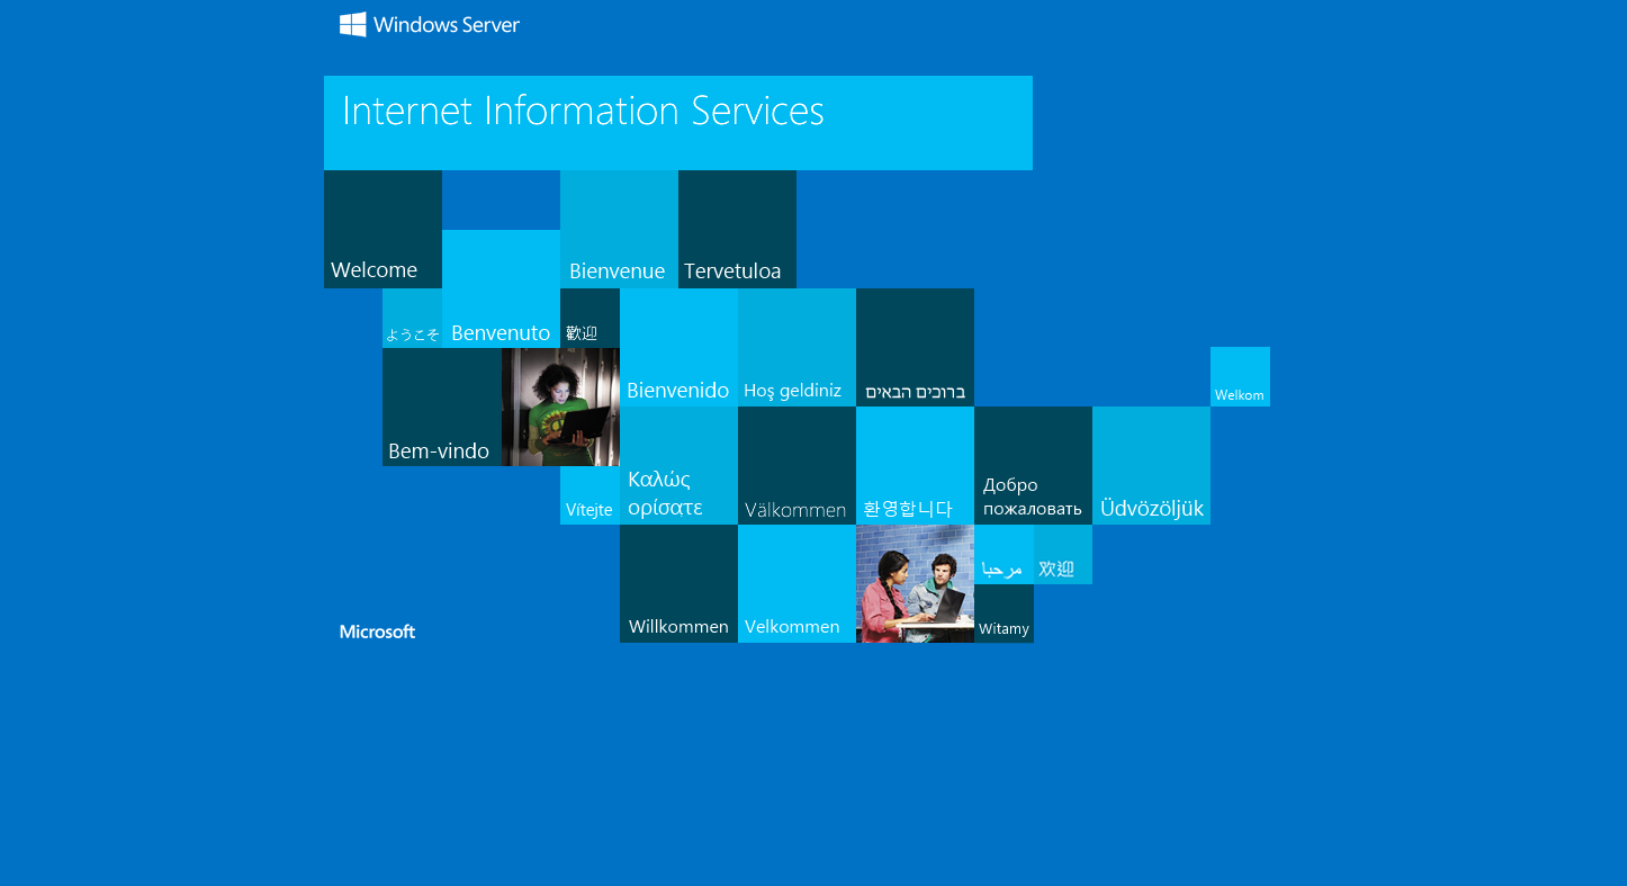 Windows Server
Internet Information Services
Welcome
Bienvenue
Tervetuloa
ようこそ
Benvenuto
歡迎
Bienvenido
Hoş geldiniz
ברוכים הבאים
Welkom
Bem-vindo
Vítejte
Καλώς
ορίσατε
Välkommen
환영합니다
Добро
пожаловать
Üdvözöljük
مرحبا
欢迎
Willkommen
Velkommen
Witamy
Microsoft